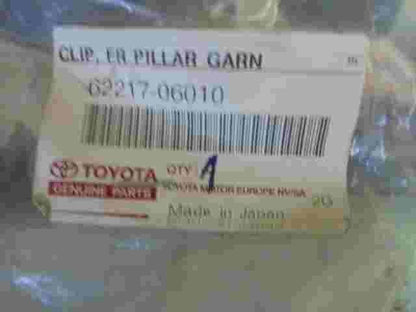 CLIP, FR PILLAR GARN
62217-06010
TOYOTA QTY 1
GENUINE PARTS TOYOTA MOTOR EUROPE NV/SA
Made in Japan